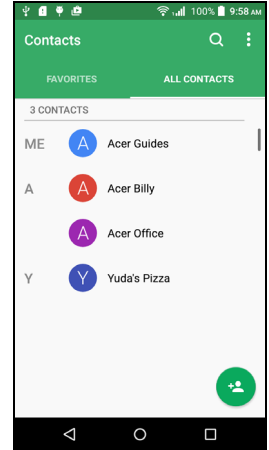 100% 9:58 AM
Contacts
FAVORITES ALL CONTACTS
3 CONTACTS
ME A Acer Guides
A A Acer Billy
A Acer Office
Y Y Yuda's Pizza